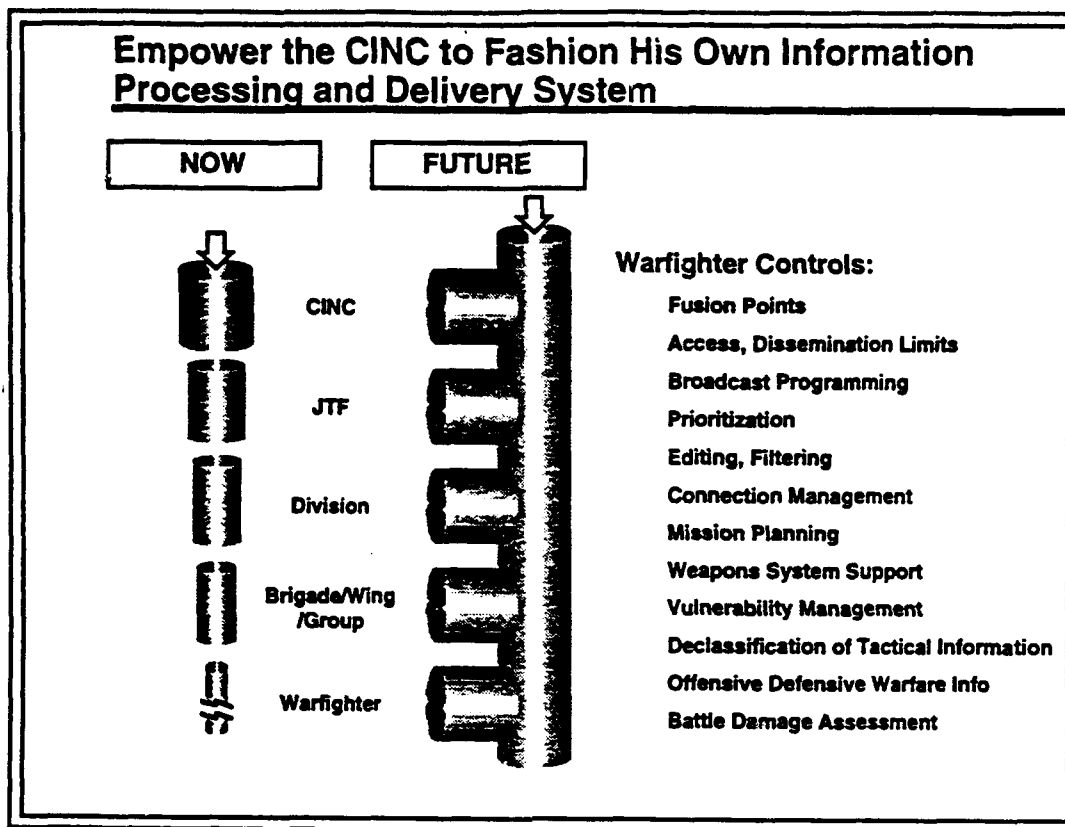 Empower the CINC to Fashion His Own Information
Processing and Delivery System
NOW
FUTURE
CINC
JTF
Division
Brigade/Wing
/Group
Warfighter
Warfighter Controls:
Fusion Points
Access, Dissemination Limits
Broadcast Programming
Prioritization
Editing, Filtering
Connection Management
Mission Planning
Weapons System Support
Vulnerability Management
Declassification of Tactical Information
Offensive Defensive Warfare Info
Battle Damage Assessment